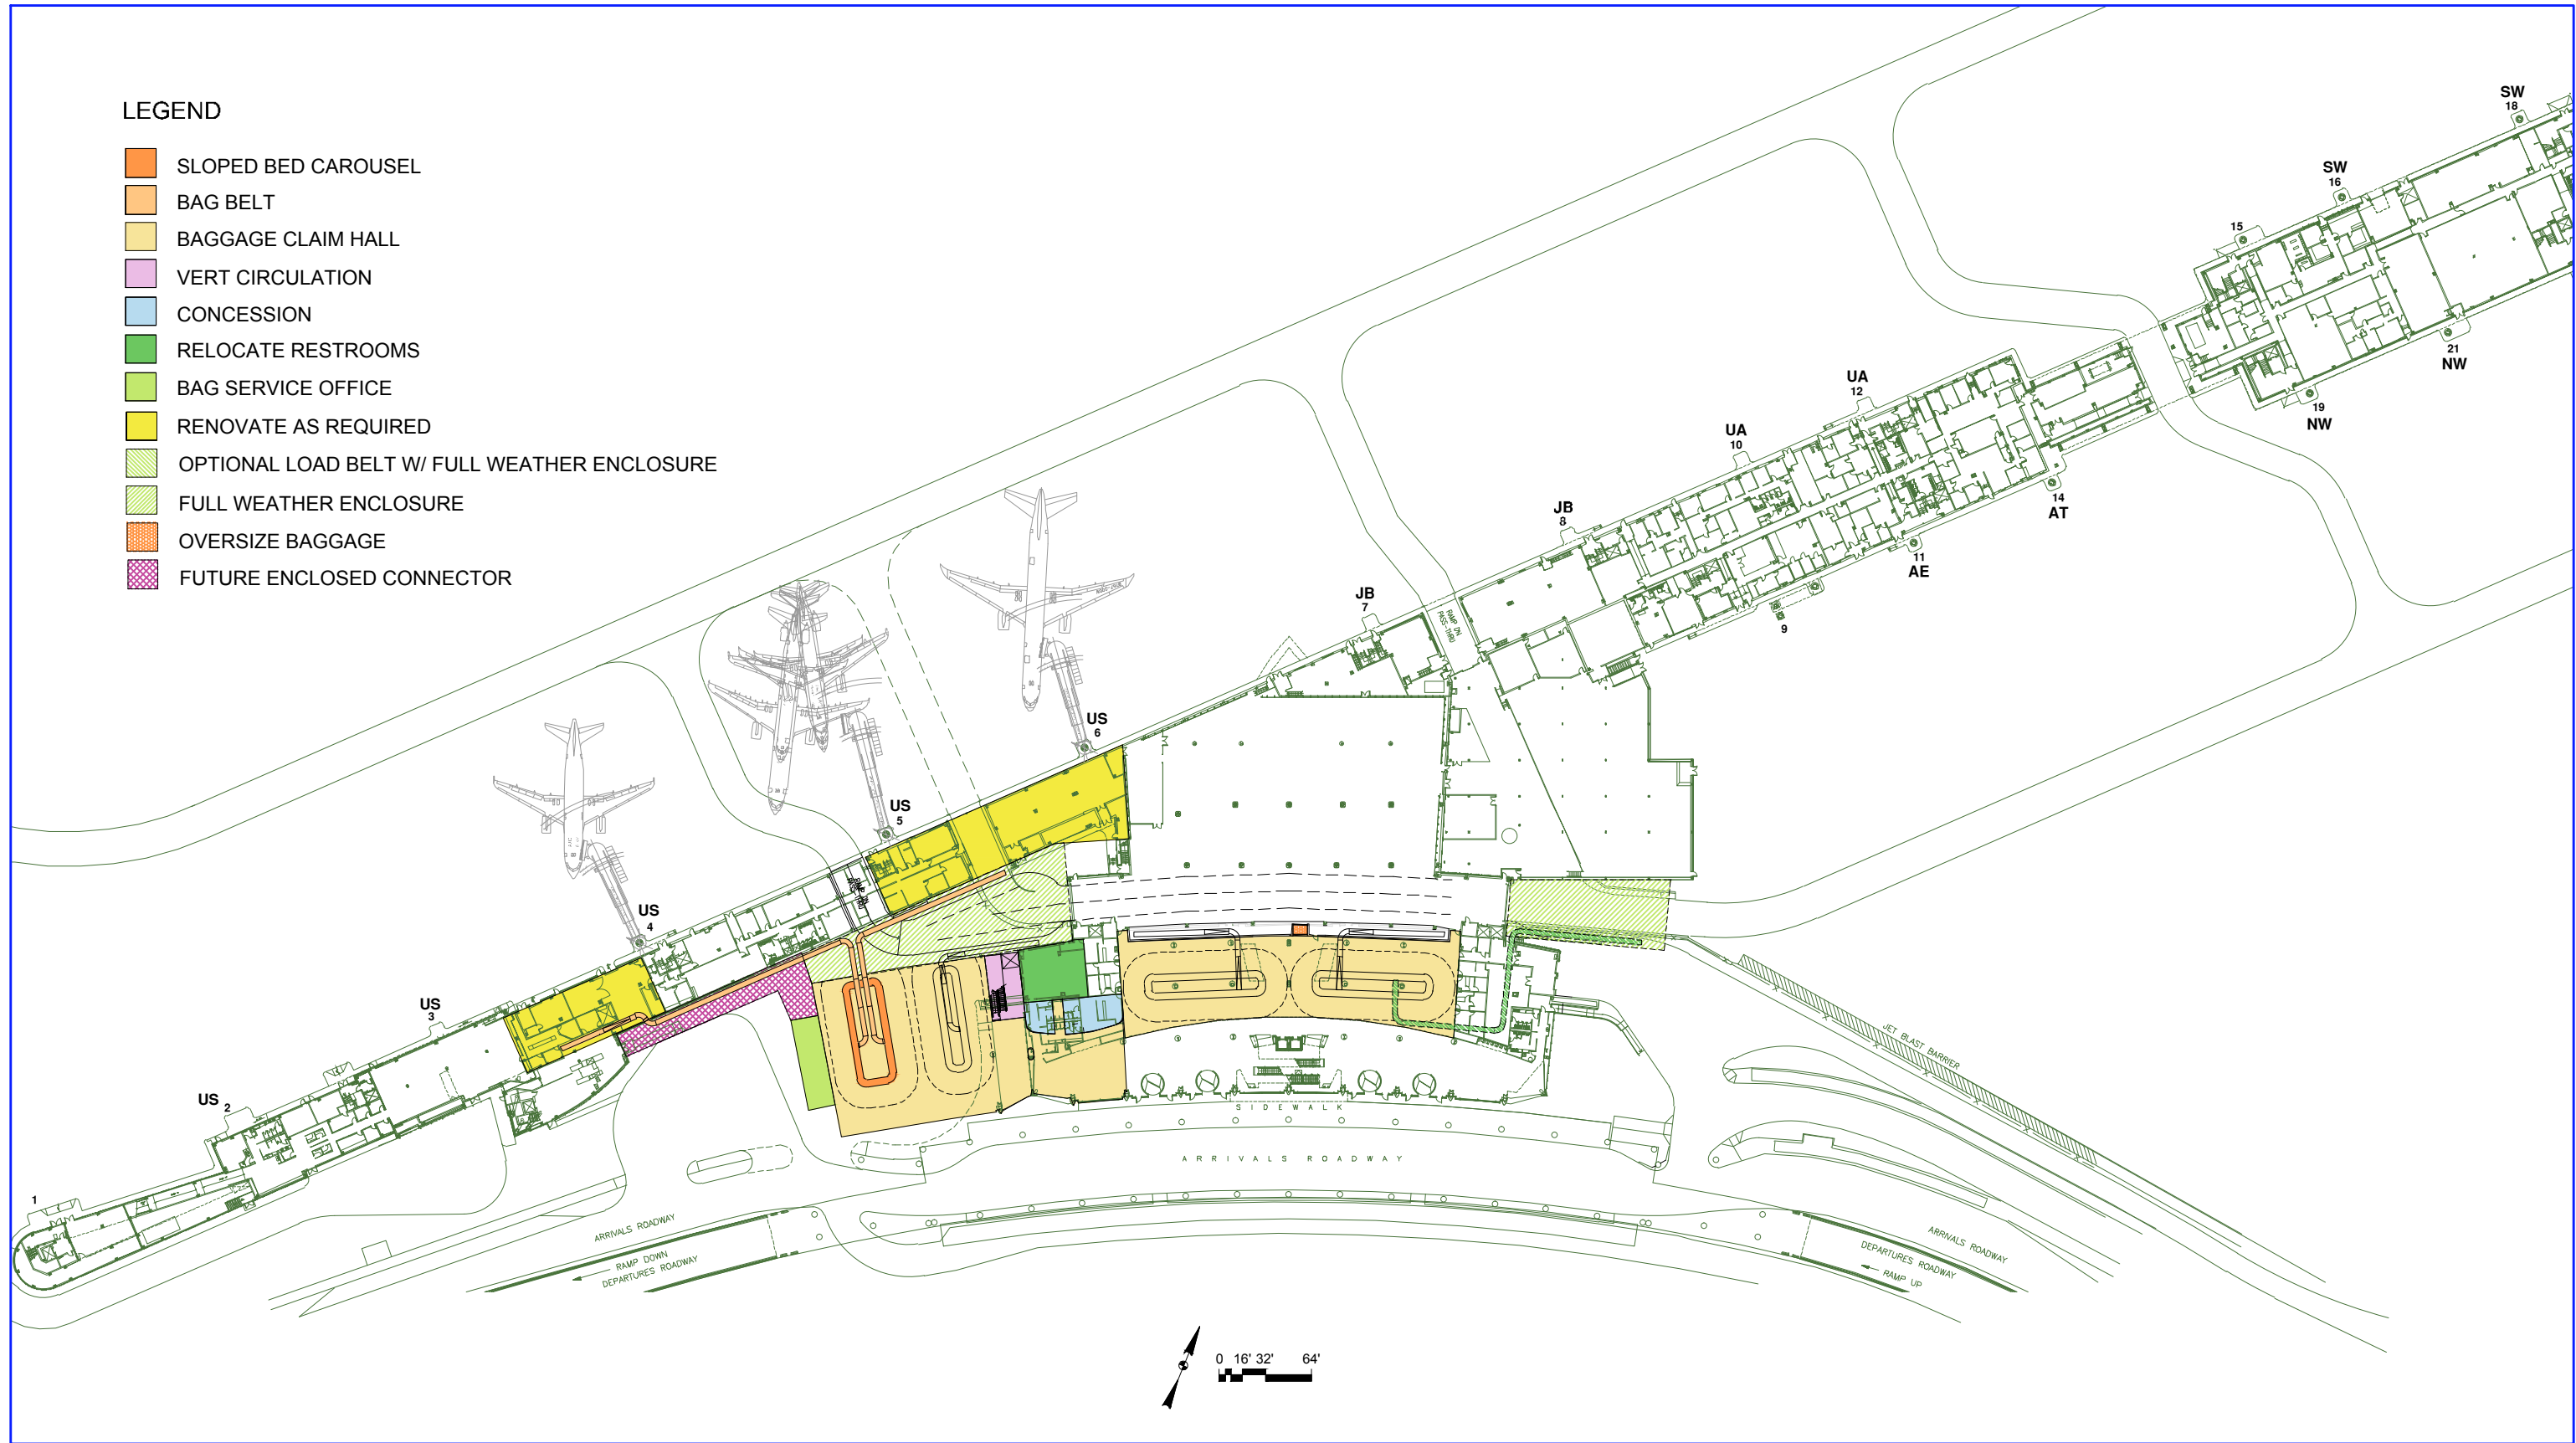 LEGEND
SLOPED BED CAROUSEL
BAG BELT
BAGGAGE CLAIM HALL
VERT CIRCULATION
CONCESSION
RELOCATE RESTROOMS
BAG SERVICE OFFICE
RENOVATE AS REQUIRED
OPTIONAL LOAD BELT W/ FULL WEATHER ENCLOSURE
FULL WEATHER ENCLOSURE
OVERSIZE BAGGAGE
FUTURE ENCLOSED CONNECTOR
SW
18
SW
16
15
21
NW
19
NW
UA
12
UA
10
14
AT
JB
8
11
AE
JB
7
9
RAMP IN
PASS-THRU
US
6
US
5
US
4
US
3
US 2
1
JET BLAST BARRIER
SIDEWALK
ARRIVALS ROADWAY
ARRIVALS ROADWAY
RAMP DOWN
DEPARTURES ROADWAY
ARRIVALS ROADWAY
DEPARTURES ROADWAY
RAMP UP
0 16' 32' 64'